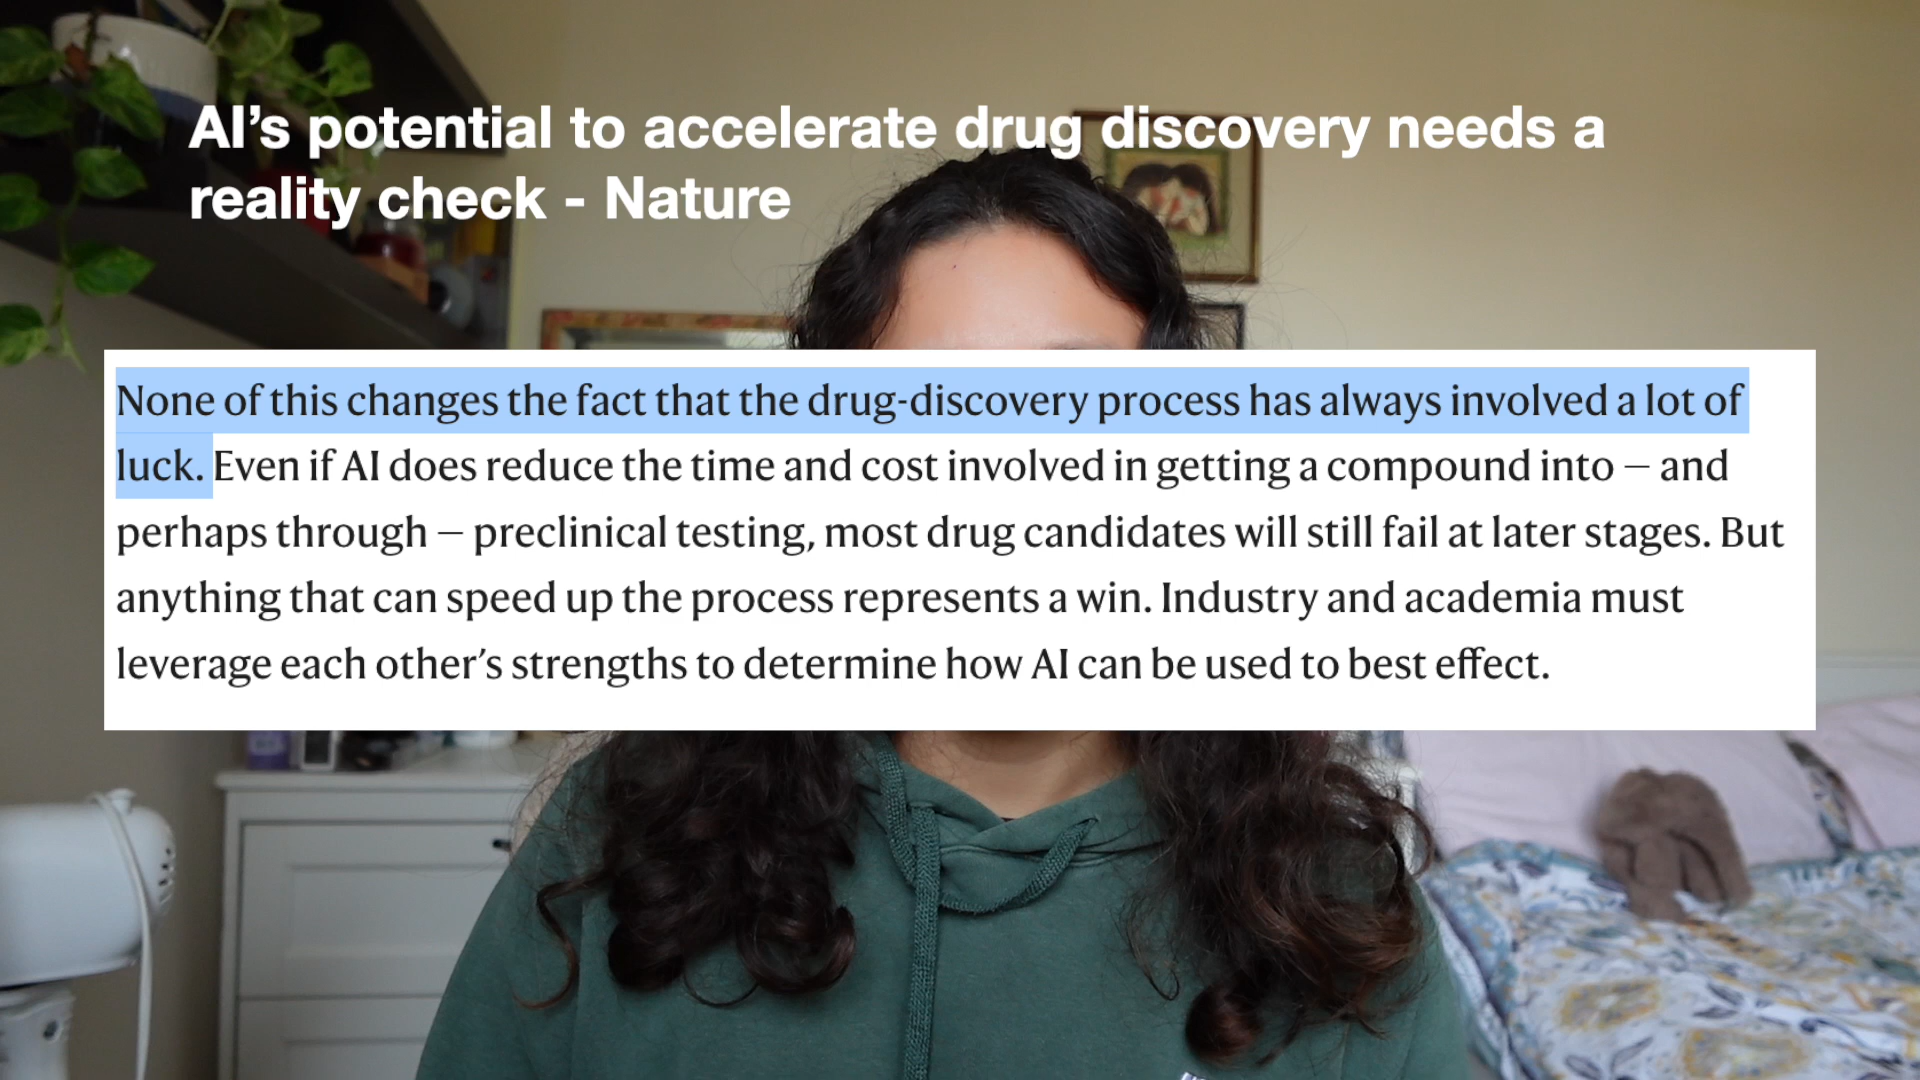 AI’s potential to accelerate drug discovery needs a
reality check - Nature
None of this changes the fact that the drug-discovery process has always involved a lot of
luck. Even if AI does reduce the time and cost involved in getting a compound into — and
perhaps through — preclinical testing, most drug candidates will still fail at later stages. But
anything that can speed up the process represents a win. Industry and academia must
leverage each other’s strengths to determine how AI can be used to best effect.